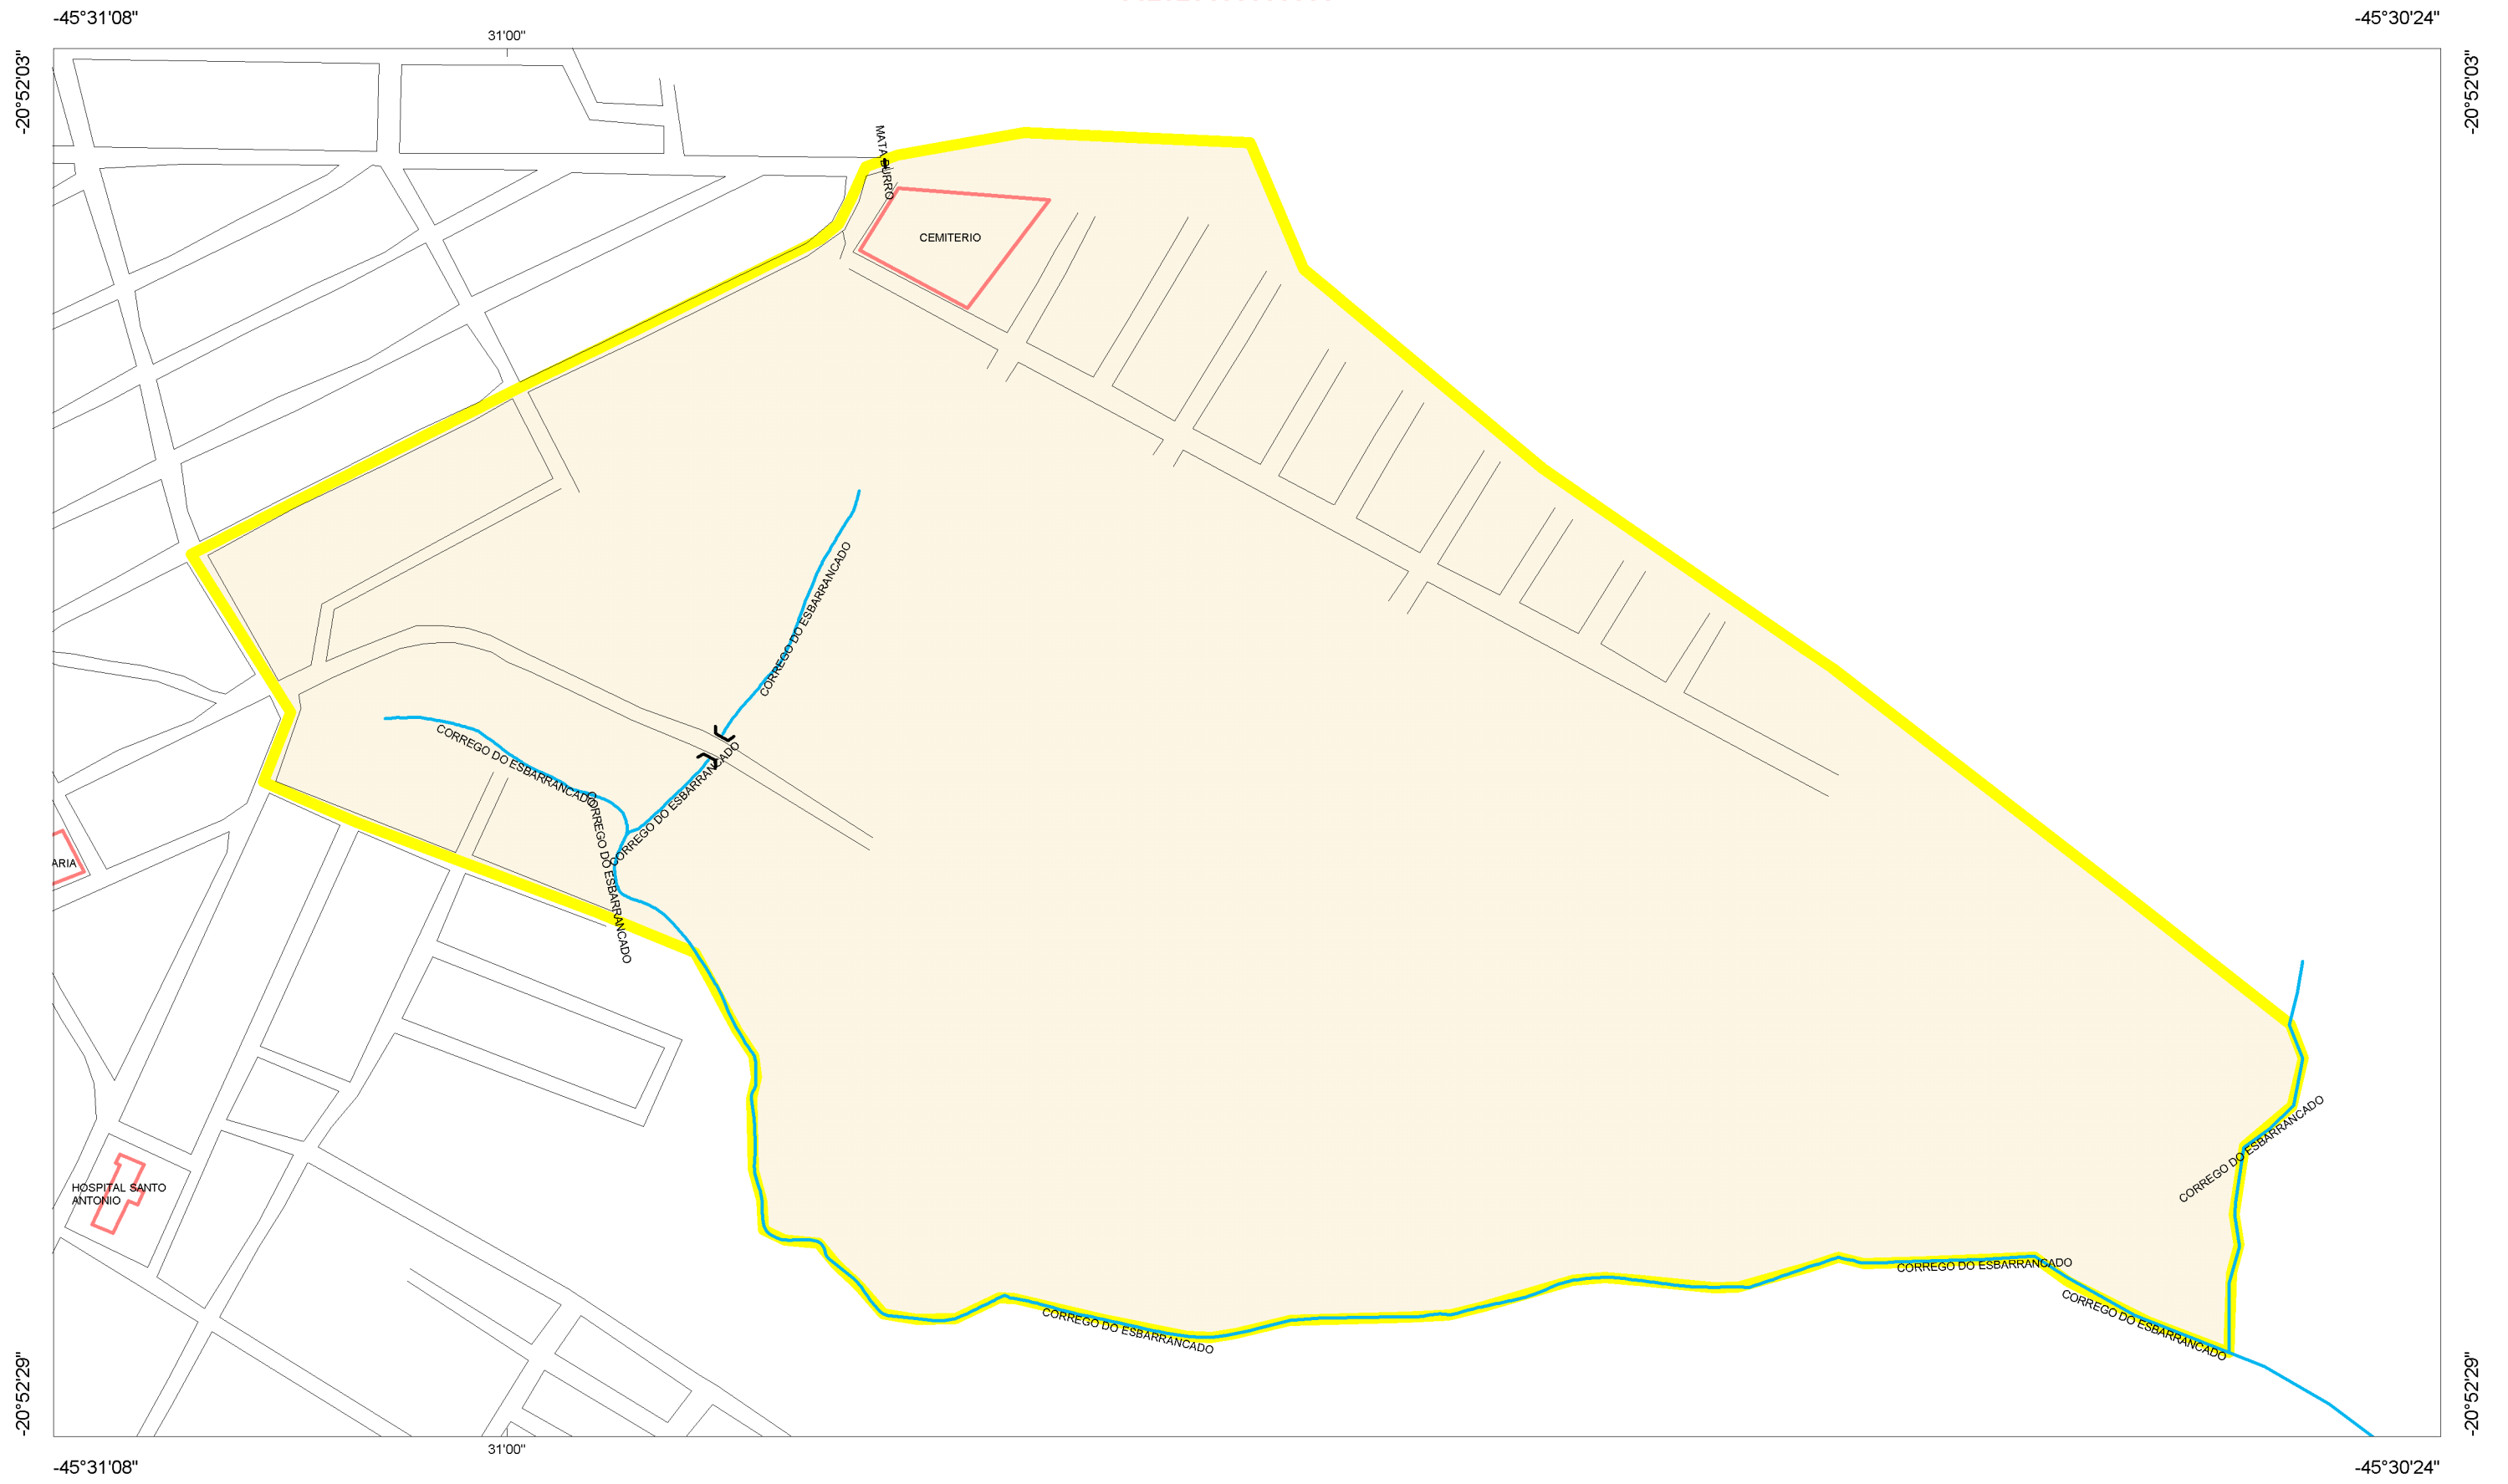 -45°31'08"
-45°30'24"
31'00"
-20°52'03"
-20°52'03"
MATA BURRO
CEMITERIO
CORREGO DO ESBARRANCADO
CORREGO DO ESBARRANCADO
CORREGO DO ESBARRANCADO
CORREGO DO ESBARRANCADO
ARIA
CORREGO DO ESBARRANCADO
HOSPITAL SANTO
ANTONIO
CORREGO DO ESBARRANCADO
CORREGO DO ESBARRANCADO
CORREGO DO ESBARRANCADO
-20°52'29"
-20°52'29"
31'00"
-45°31'08"
-45°30'24"